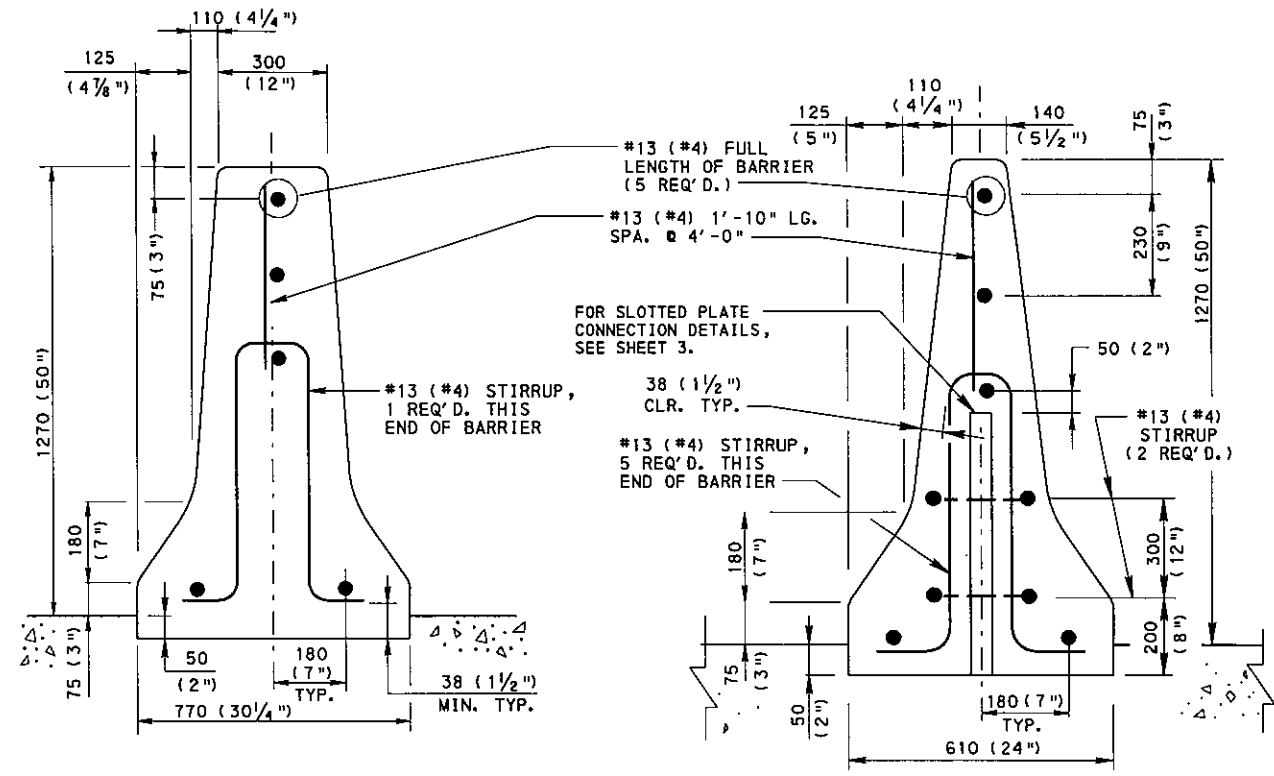 110 (4 1/4")
125
(4 7/8")
300
(12")
75 (3")
1270 (50")
180
(7")
75 (3")
50
(2")
180
(7")
TYP.
38 (1 1/2")
MIN. TYP.
770 (30 1/4")
#13 (#4) FULL
LENGTH OF BARRIER
(5 REQ'D.)
#13 (#4) 1'-10" LG.
SPA. @ 4'-0"
FOR SLOTTED PLATE
CONNECTION DETAILS,
SEE SHEET 3.
#13 (#4) STIRRUP,
1 REQ'D. THIS
END OF BARRIER
38 (1 1/2")
CLR. TYP.
#13 (#4) STIRRUP,
5 REQ'D. THIS
END OF BARRIER
125
(5")
110
(4 1/4")
140
(5 1/2")
75
(3")
230
(9")
1270 (50")
50 (2")
#13 (#4)
STIRRUP
(2 REQ'D.)
180
(7")
300
(12")
200
(8")
75
(3")
50
(2")
180 (7")
TYP.
610 (24")